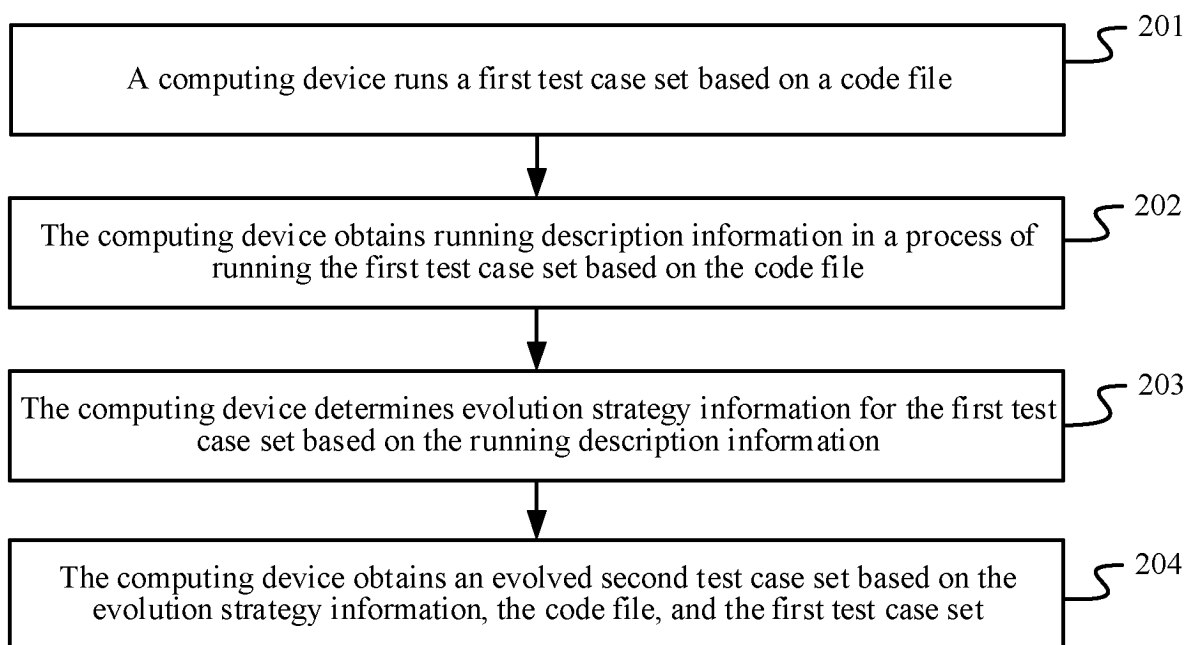 201
A computing device runs a first test case set based on a code file
202
The computing device obtains running description information in a process of
running the first test case set based on the code file
203
The computing device determines evolution strategy information for the first test
case set based on the running description information
204
The computing device obtains an evolved second test case set based on the
evolution strategy information, the code file, and the first test case set